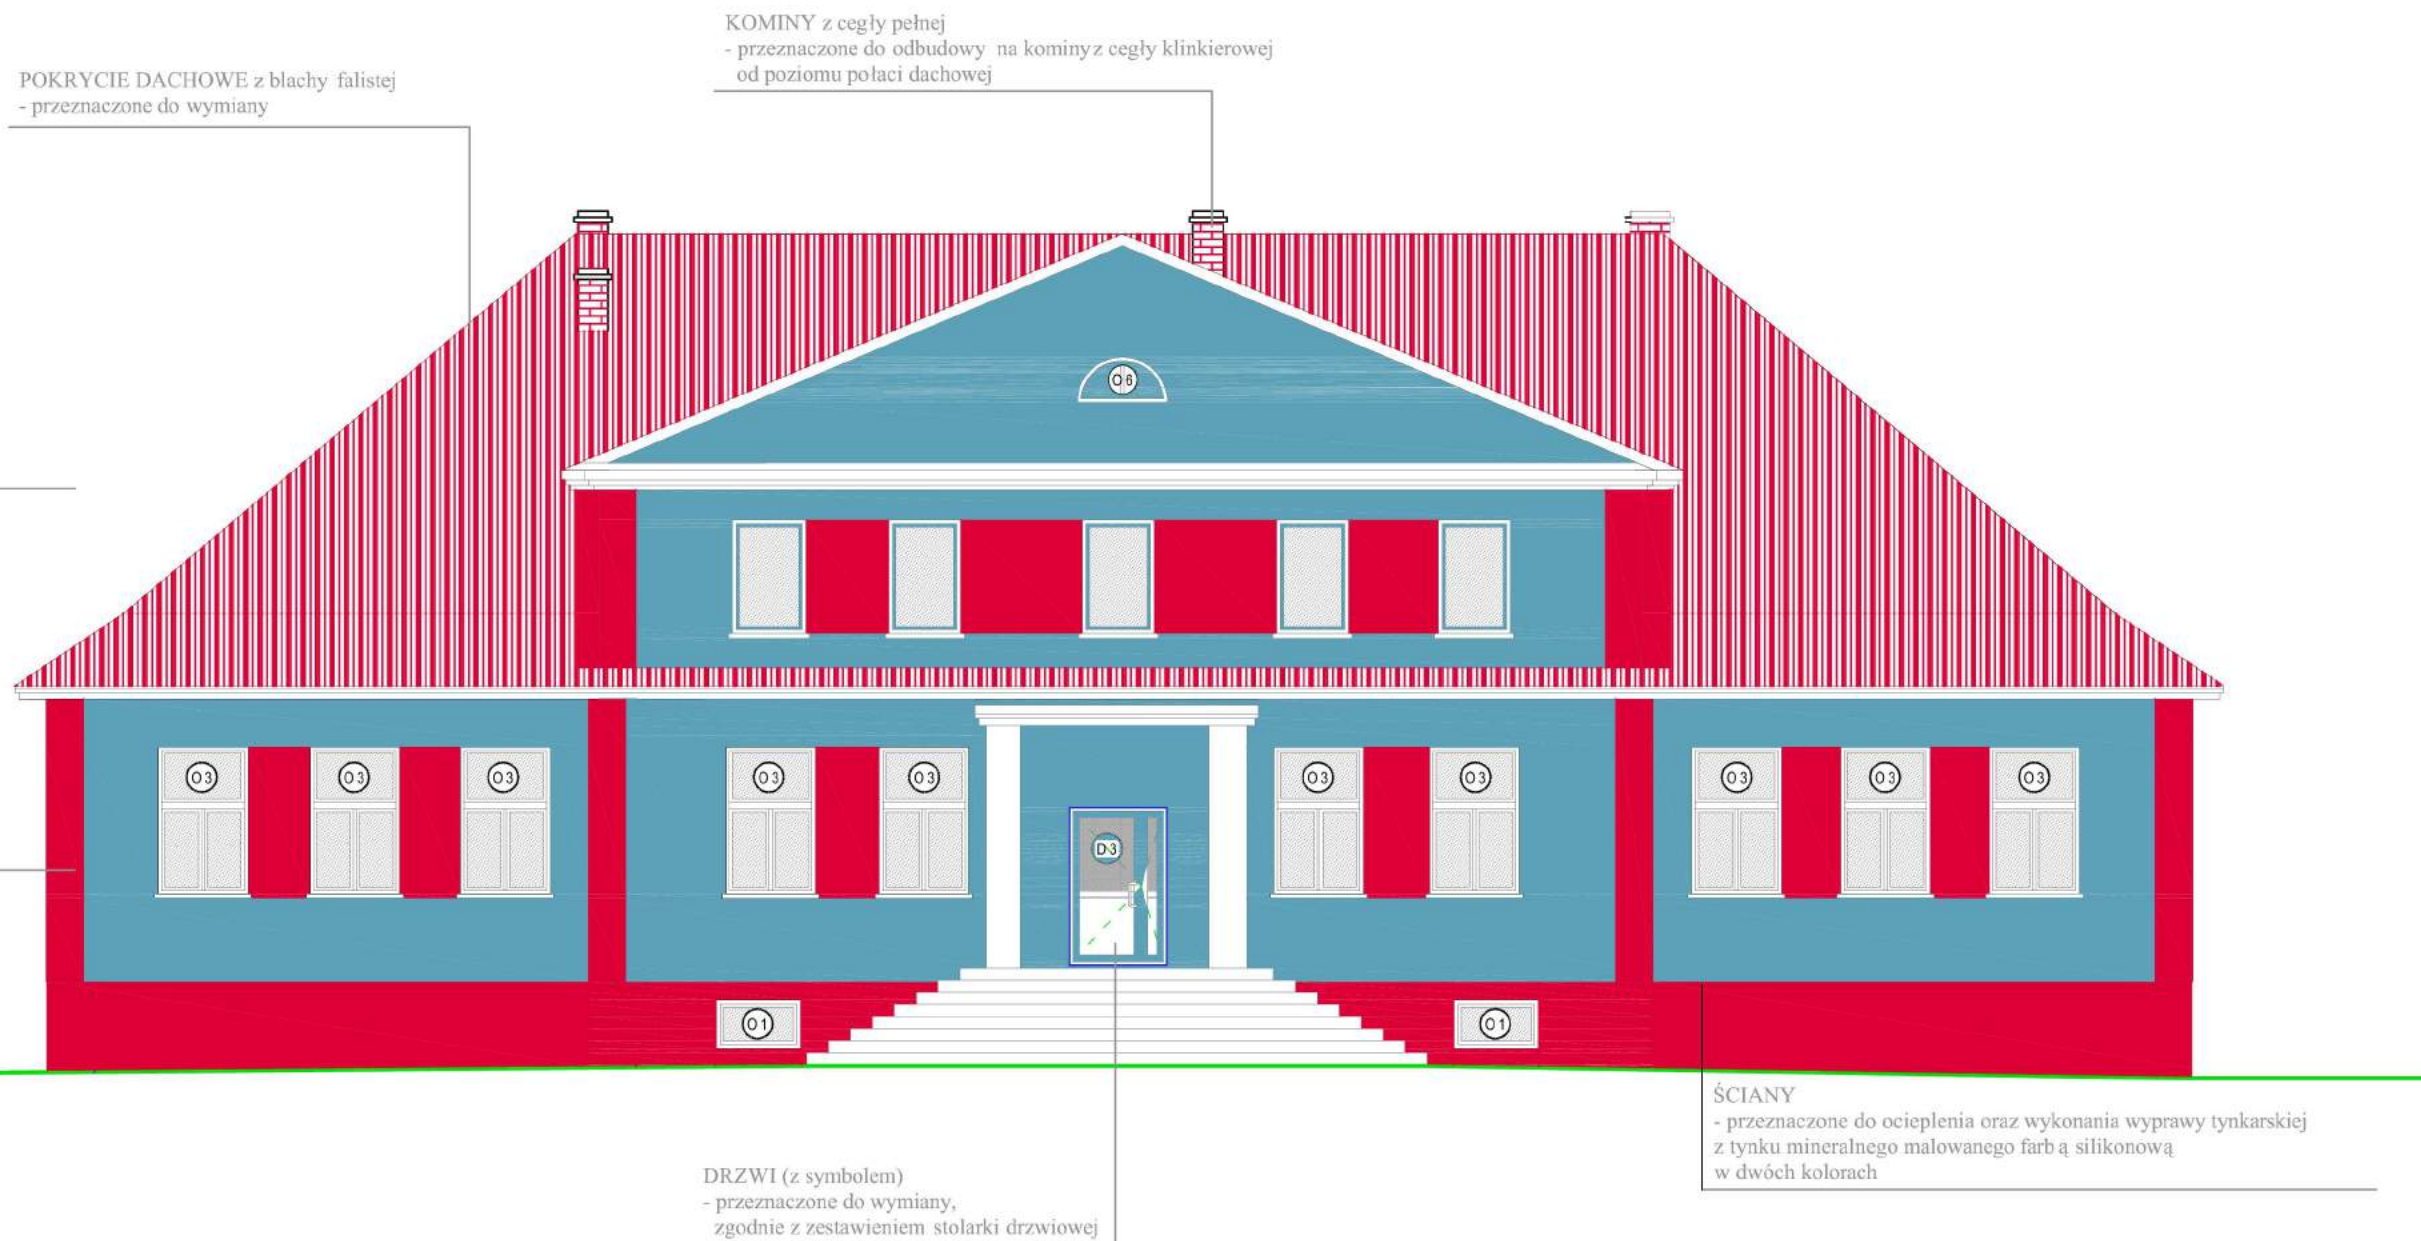 KOMINY z cegły pełnej
- przeznaczone do odbudowy na kominy z cegły klinkierowej
od poziomu połaci dachowej
POKRYCIE DACHOWE z blachy falistej
- przeznaczone do wymiany
O6
O3 O3 O3 O3 O3 O3 O3 O3 O3 O3
D3
O1 O1
ŚCIANY
- przeznaczone do ocieplenia oraz wykonania wyprawy tynkarskiej
z tynku mineralnego malowanego farbą silikonową
w dwóch kolorach
DRZWI (z symbolem)
- przeznaczone do wymiany,
zgodnie z zestawieniem stolarki drzwiowej